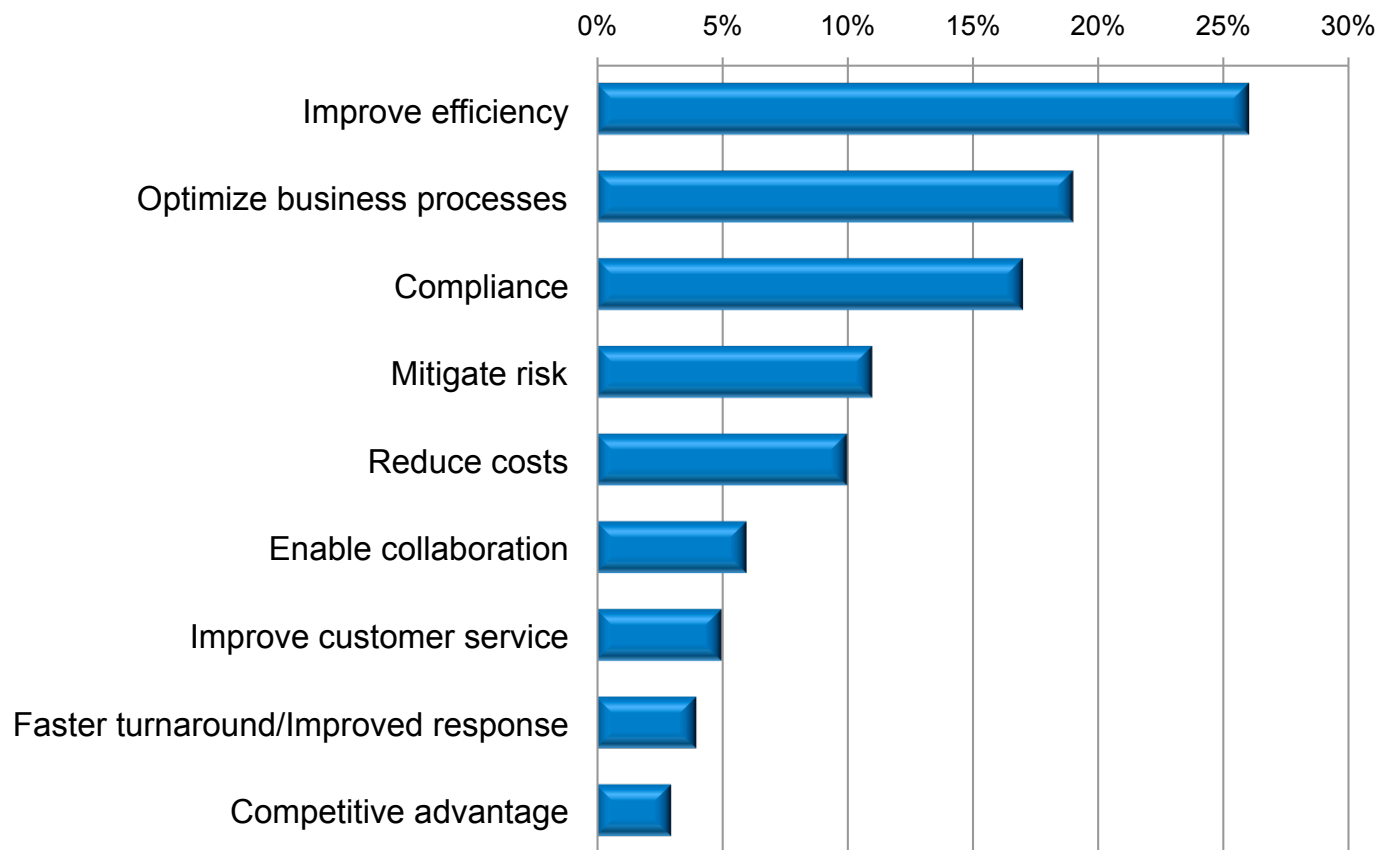 0% 5% 10% 15% 20% 25% 30%
Improve efficiency
Optimize business processes
Compliance
Mitigate risk
Reduce costs
Enable collaboration
Improve customer service
Faster turnaround/Improved response
Competitive advantage